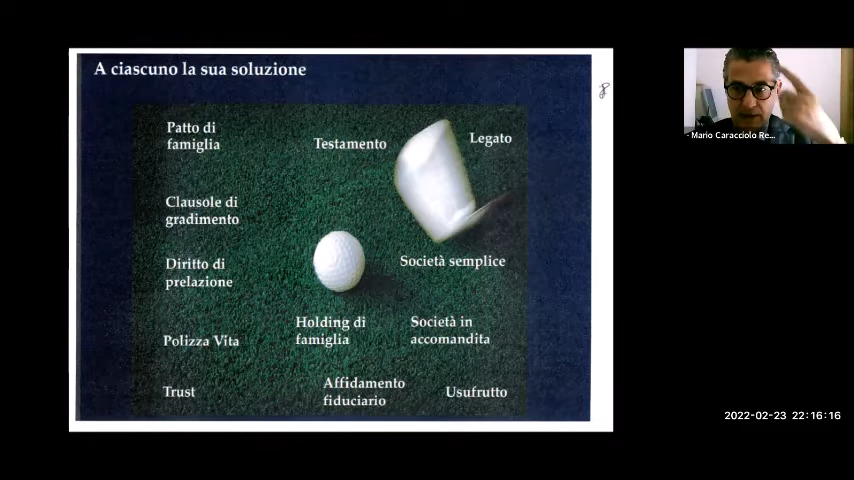 A ciascuno la sua soluzione
8
Patto di
famiglia
Testamento
Legato
Clausole di
gradimento
Diritto di
prelazione
Società semplice
Polizza Vita
Holding di
famiglia
Società in
accomandita
Trust
Affidamento
fiduciario
Usufrutto
- Mario Caracciolo Re...
2022-02-23 22:16:16